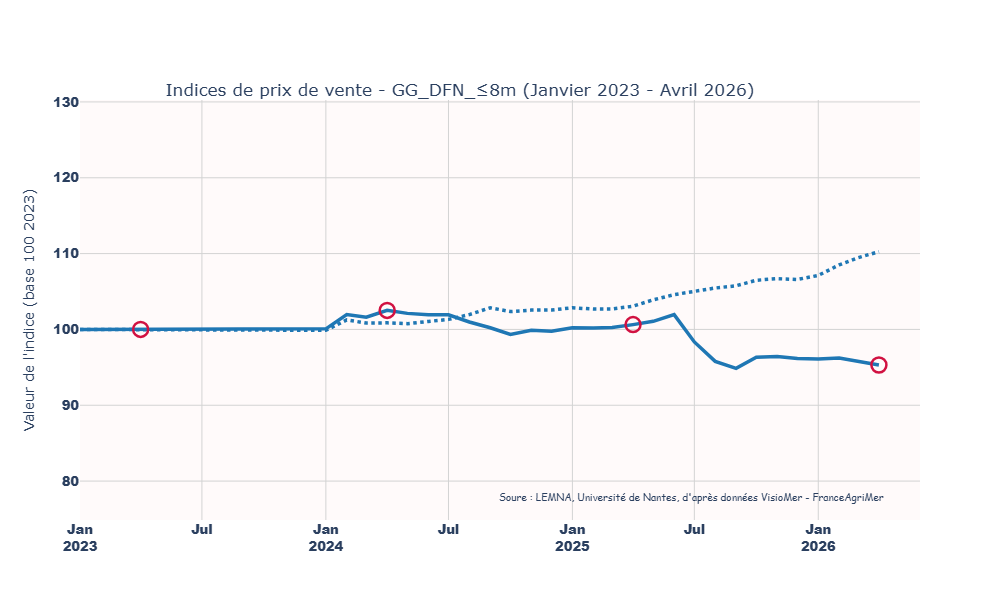 Indices de prix de vente - GG_DFN_≤8m (Janvier 2023 - Avril 2026)
Valeur de l'indice (base 100 2023)
130
120
110
100
90
80
Soure : LEMNA, Université de Nantes, d'après données VisioMer - FranceAgriMer
Jan Jul Jan Jul Jan Jul Jan
2023 2024 2025 2026